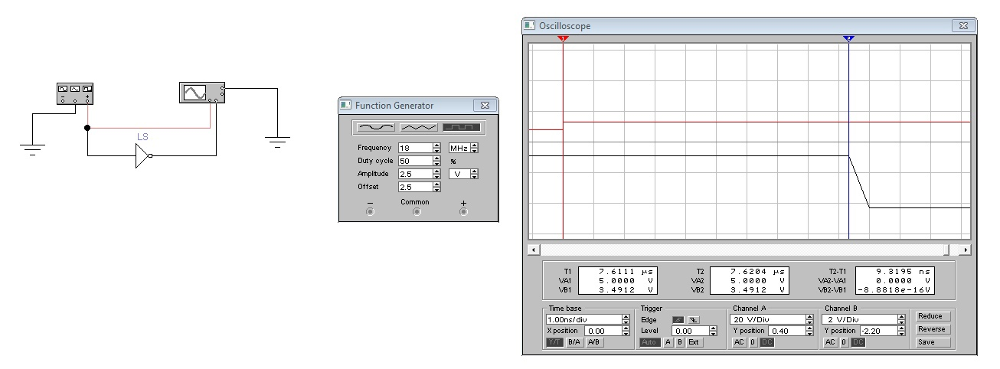 LS
Function Generator
Frequency 18 MHz
Duty cycle 50 %
Amplitude 2.5 V
Offset 2.5
− Common +
Oscilloscope
1 2
T1 7.6111 µs T2 7.6204 µs T2-T1 9.3195 ns
VA1 5.0000 V VA2 5.0000 V VA2-VA1 0.0000 V
VB1 3.4912 V VB2 3.4912 V VB2-VB1 -8.8818e-16V
Time base Trigger Channel A Channel B Reduce
1.00ns/div Edge 20 V/Div 2 V/Div
X position 0.00 Level 0.00 Y position 0.40 Y position -2.20 Reverse
Y/T B/A A/B Auto A B Ext AC 0 DC AC 0 DC Save